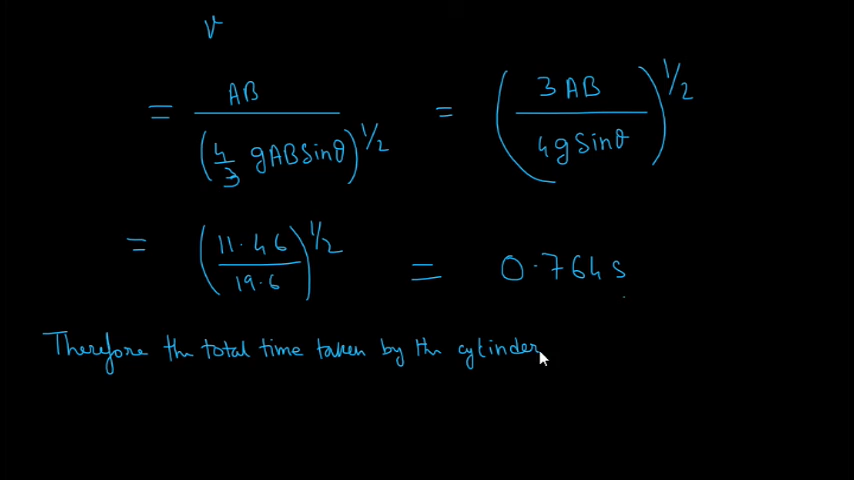 v
= AB / (4/3 gABSinθ)^1/2 = (3AB / 4gSinθ)^1/2
= (11.46 / 19.6)^1/2 = 0.764s
Therefore the total time taken by the cylinder